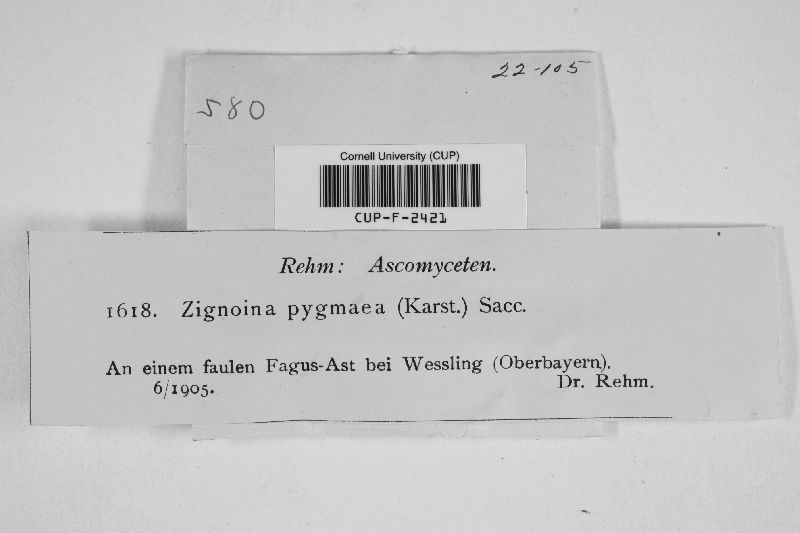 22-105
580
Cornell University (CUP)
CUP-F-2421
Rehm: Ascomyceten.
1618. Zignoina pygmaea (Karst.) Sacc.
An einem faulen Fagus-Ast bei Wessling (Oberbayern).
6/1905. Dr. Rehm.